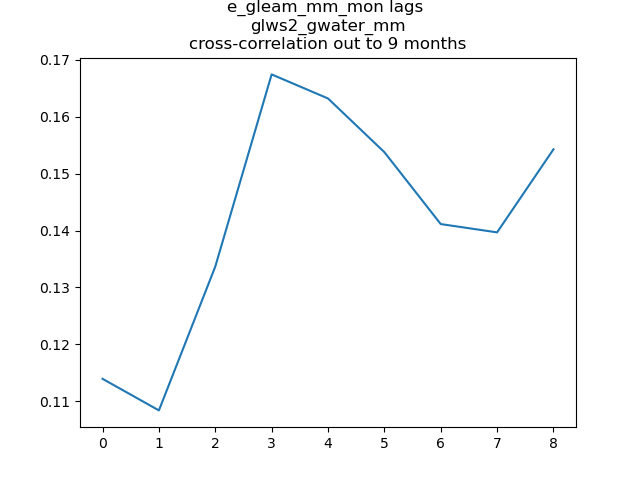 e_gleam_mm_mon lags
glws2_gwater_mm
cross-correlation out to 9 months
0.17
0.16
0.15
0.14
0.13
0.12
0.11
0 1 2 3 4 5 6 7 8